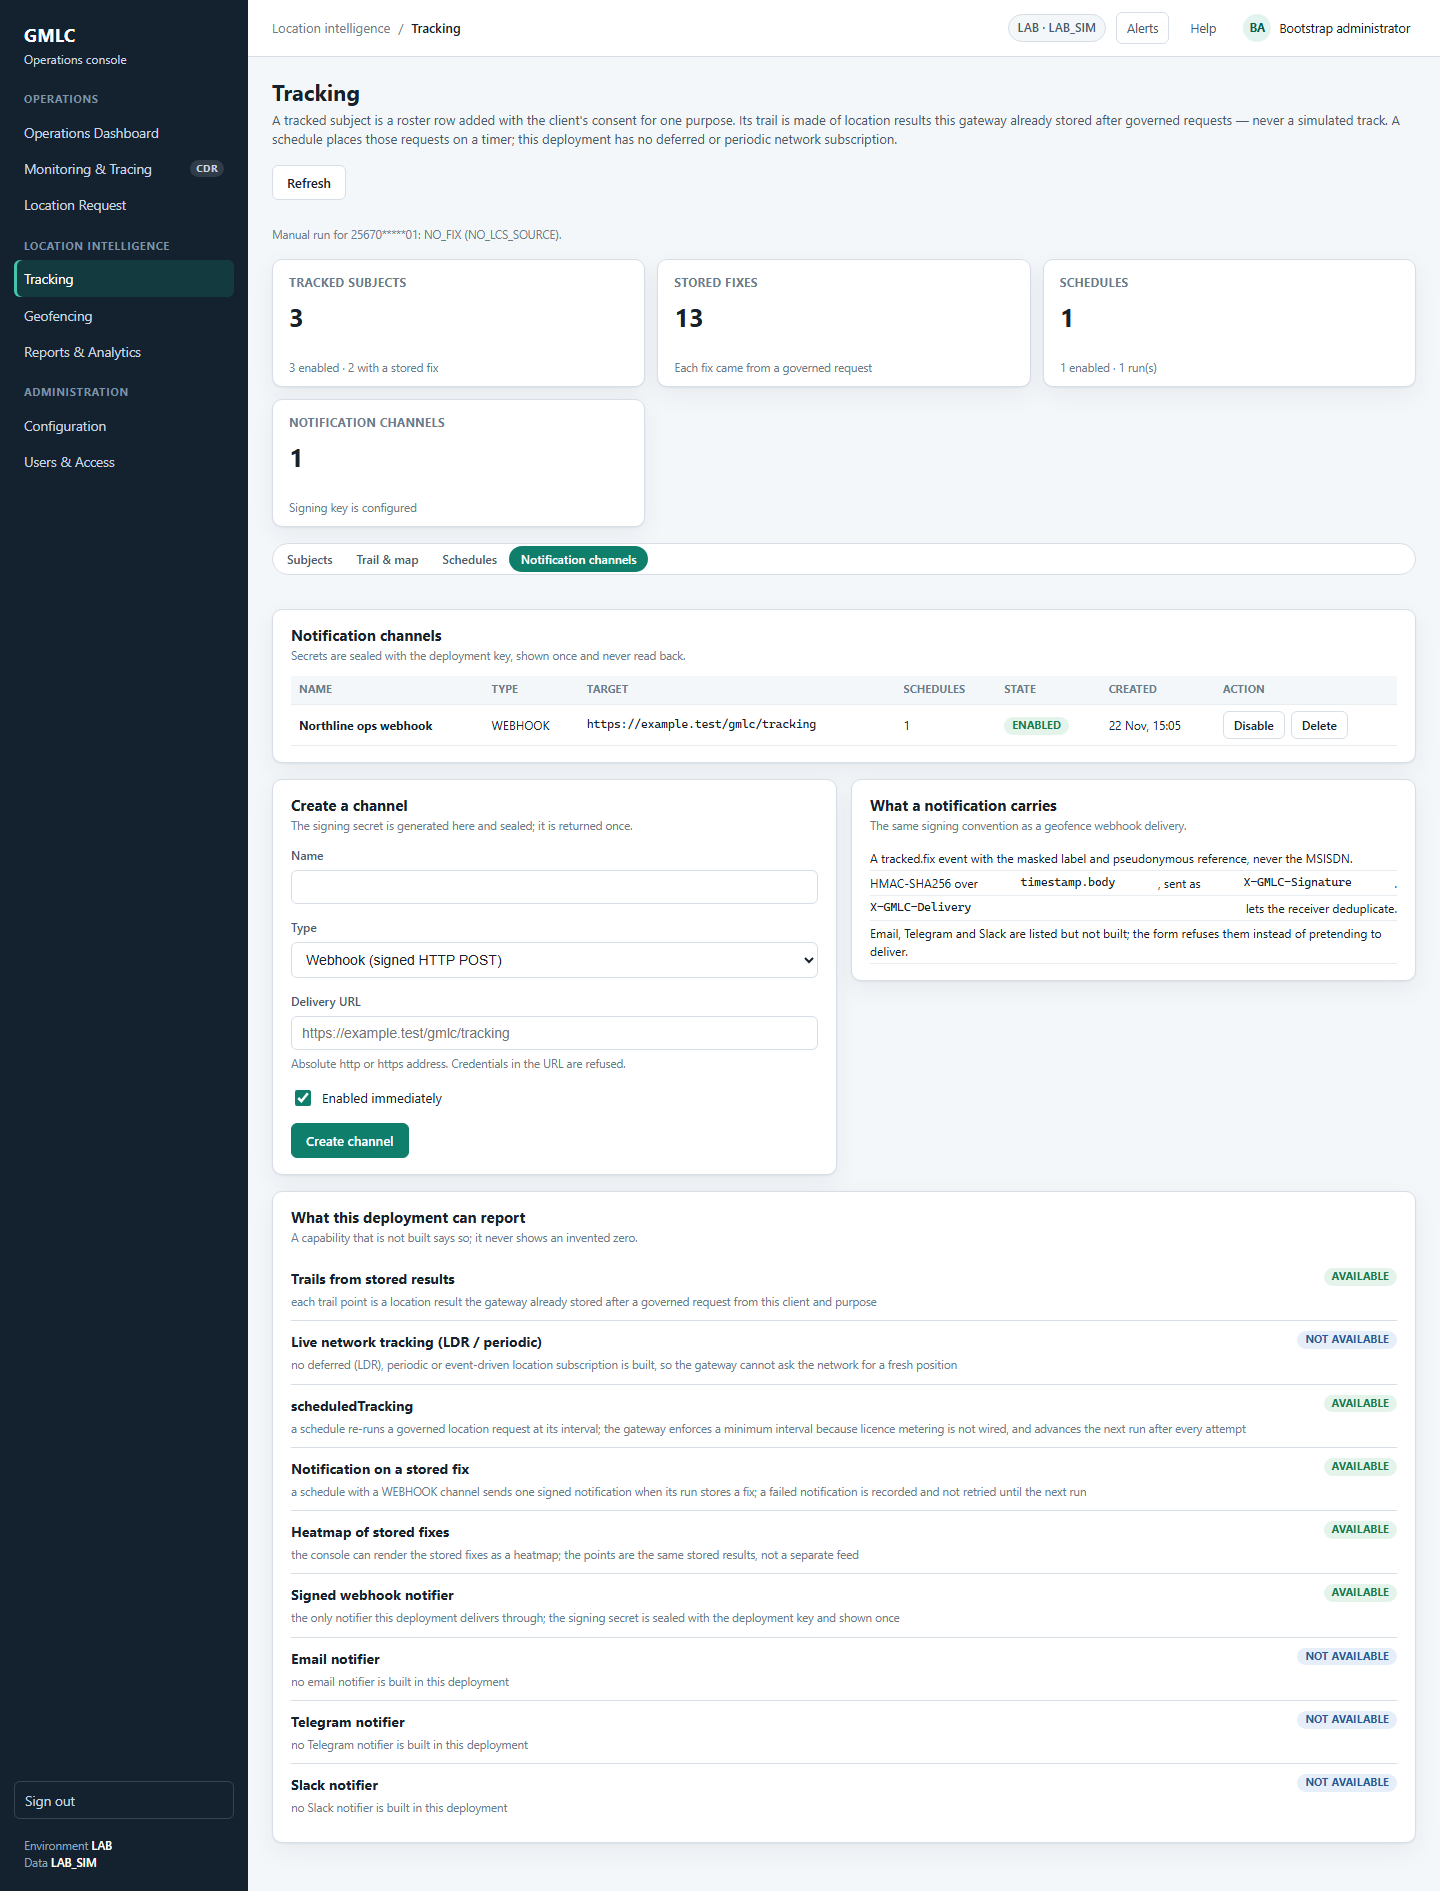 GMLC
Operations console
OPERATIONS
Operations Dashboard
Monitoring & Tracing CDR
Location Request
LOCATION INTELLIGENCE
Tracking
Geofencing
Reports & Analytics
ADMINISTRATION
Configuration
Users & Access
Sign out
Environment LAB
Data LAB_SIM
Location intelligence / Tracking
LAB · LAB_SIM
Alerts
Help
BA Bootstrap administrator
Tracking
A tracked subject is a roster row added with the client's consent for one purpose. Its trail is made of location results this gateway already stored after governed requests — never a simulated track. A
schedule places those requests on a timer; this deployment has no deferred or periodic network subscription.
Refresh
Manual run for 25670*****01: NO_FIX (NO_LCS_SOURCE).
TRACKED SUBJECTS
3
3 enabled · 2 with a stored fix
STORED FIXES
13
Each fix came from a governed request
SCHEDULES
1
1 enabled · 1 run(s)
NOTIFICATION CHANNELS
1
Signing key is configured
Subjects Trail & map Schedules Notification channels
Notification channels
Secrets are sealed with the deployment key, shown once and never read back.
NAME TYPE TARGET SCHEDULES STATE CREATED ACTION
Northline ops webhook WEBHOOK https://example.test/gmlc/tracking 1 ENABLED 22 Nov, 15:05 Disable Delete
Create a channel
The signing secret is generated here and sealed; it is returned once.
Name
Type
Webhook (signed HTTP POST)
Delivery URL
https://example.test/gmlc/tracking
Absolute http or https address. Credentials in the URL are refused.
Enabled immediately
Create channel
What a notification carries
The same signing convention as a geofence webhook delivery.
A tracked.fix event with the masked label and pseudonymous reference, never the MSISDN.
HMAC-SHA256 over timestamp.body , sent as X-GMLC-Signature .
X-GMLC-Delivery lets the receiver deduplicate.
Email, Telegram and Slack are listed but not built; the form refuses them instead of pretending to
deliver.
What this deployment can report
A capability that is not built says so; it never shows an invented zero.
Trails from stored results AVAILABLE
each trail point is a location result the gateway already stored after a governed request from this client and purpose
Live network tracking (LDR / periodic) NOT AVAILABLE
no deferred (LDR), periodic or event-driven location subscription is built, so the gateway cannot ask the network for a fresh position
scheduledTracking AVAILABLE
a schedule re-runs a governed location request at its interval; the gateway enforces a minimum interval because licence metering is not wired, and advances the next run after every attempt
Notification on a stored fix AVAILABLE
a schedule with a WEBHOOK channel sends one signed notification when its run stores a fix; a failed notification is recorded and not retried until the next run
Heatmap of stored fixes AVAILABLE
the console can render the stored fixes as a heatmap; the points are the same stored results, not a separate feed
Signed webhook notifier AVAILABLE
the only notifier this deployment delivers through; the signing secret is sealed with the deployment key and shown once
Email notifier NOT AVAILABLE
no email notifier is built in this deployment
Telegram notifier NOT AVAILABLE
no Telegram notifier is built in this deployment
Slack notifier NOT AVAILABLE
no Slack notifier is built in this deployment